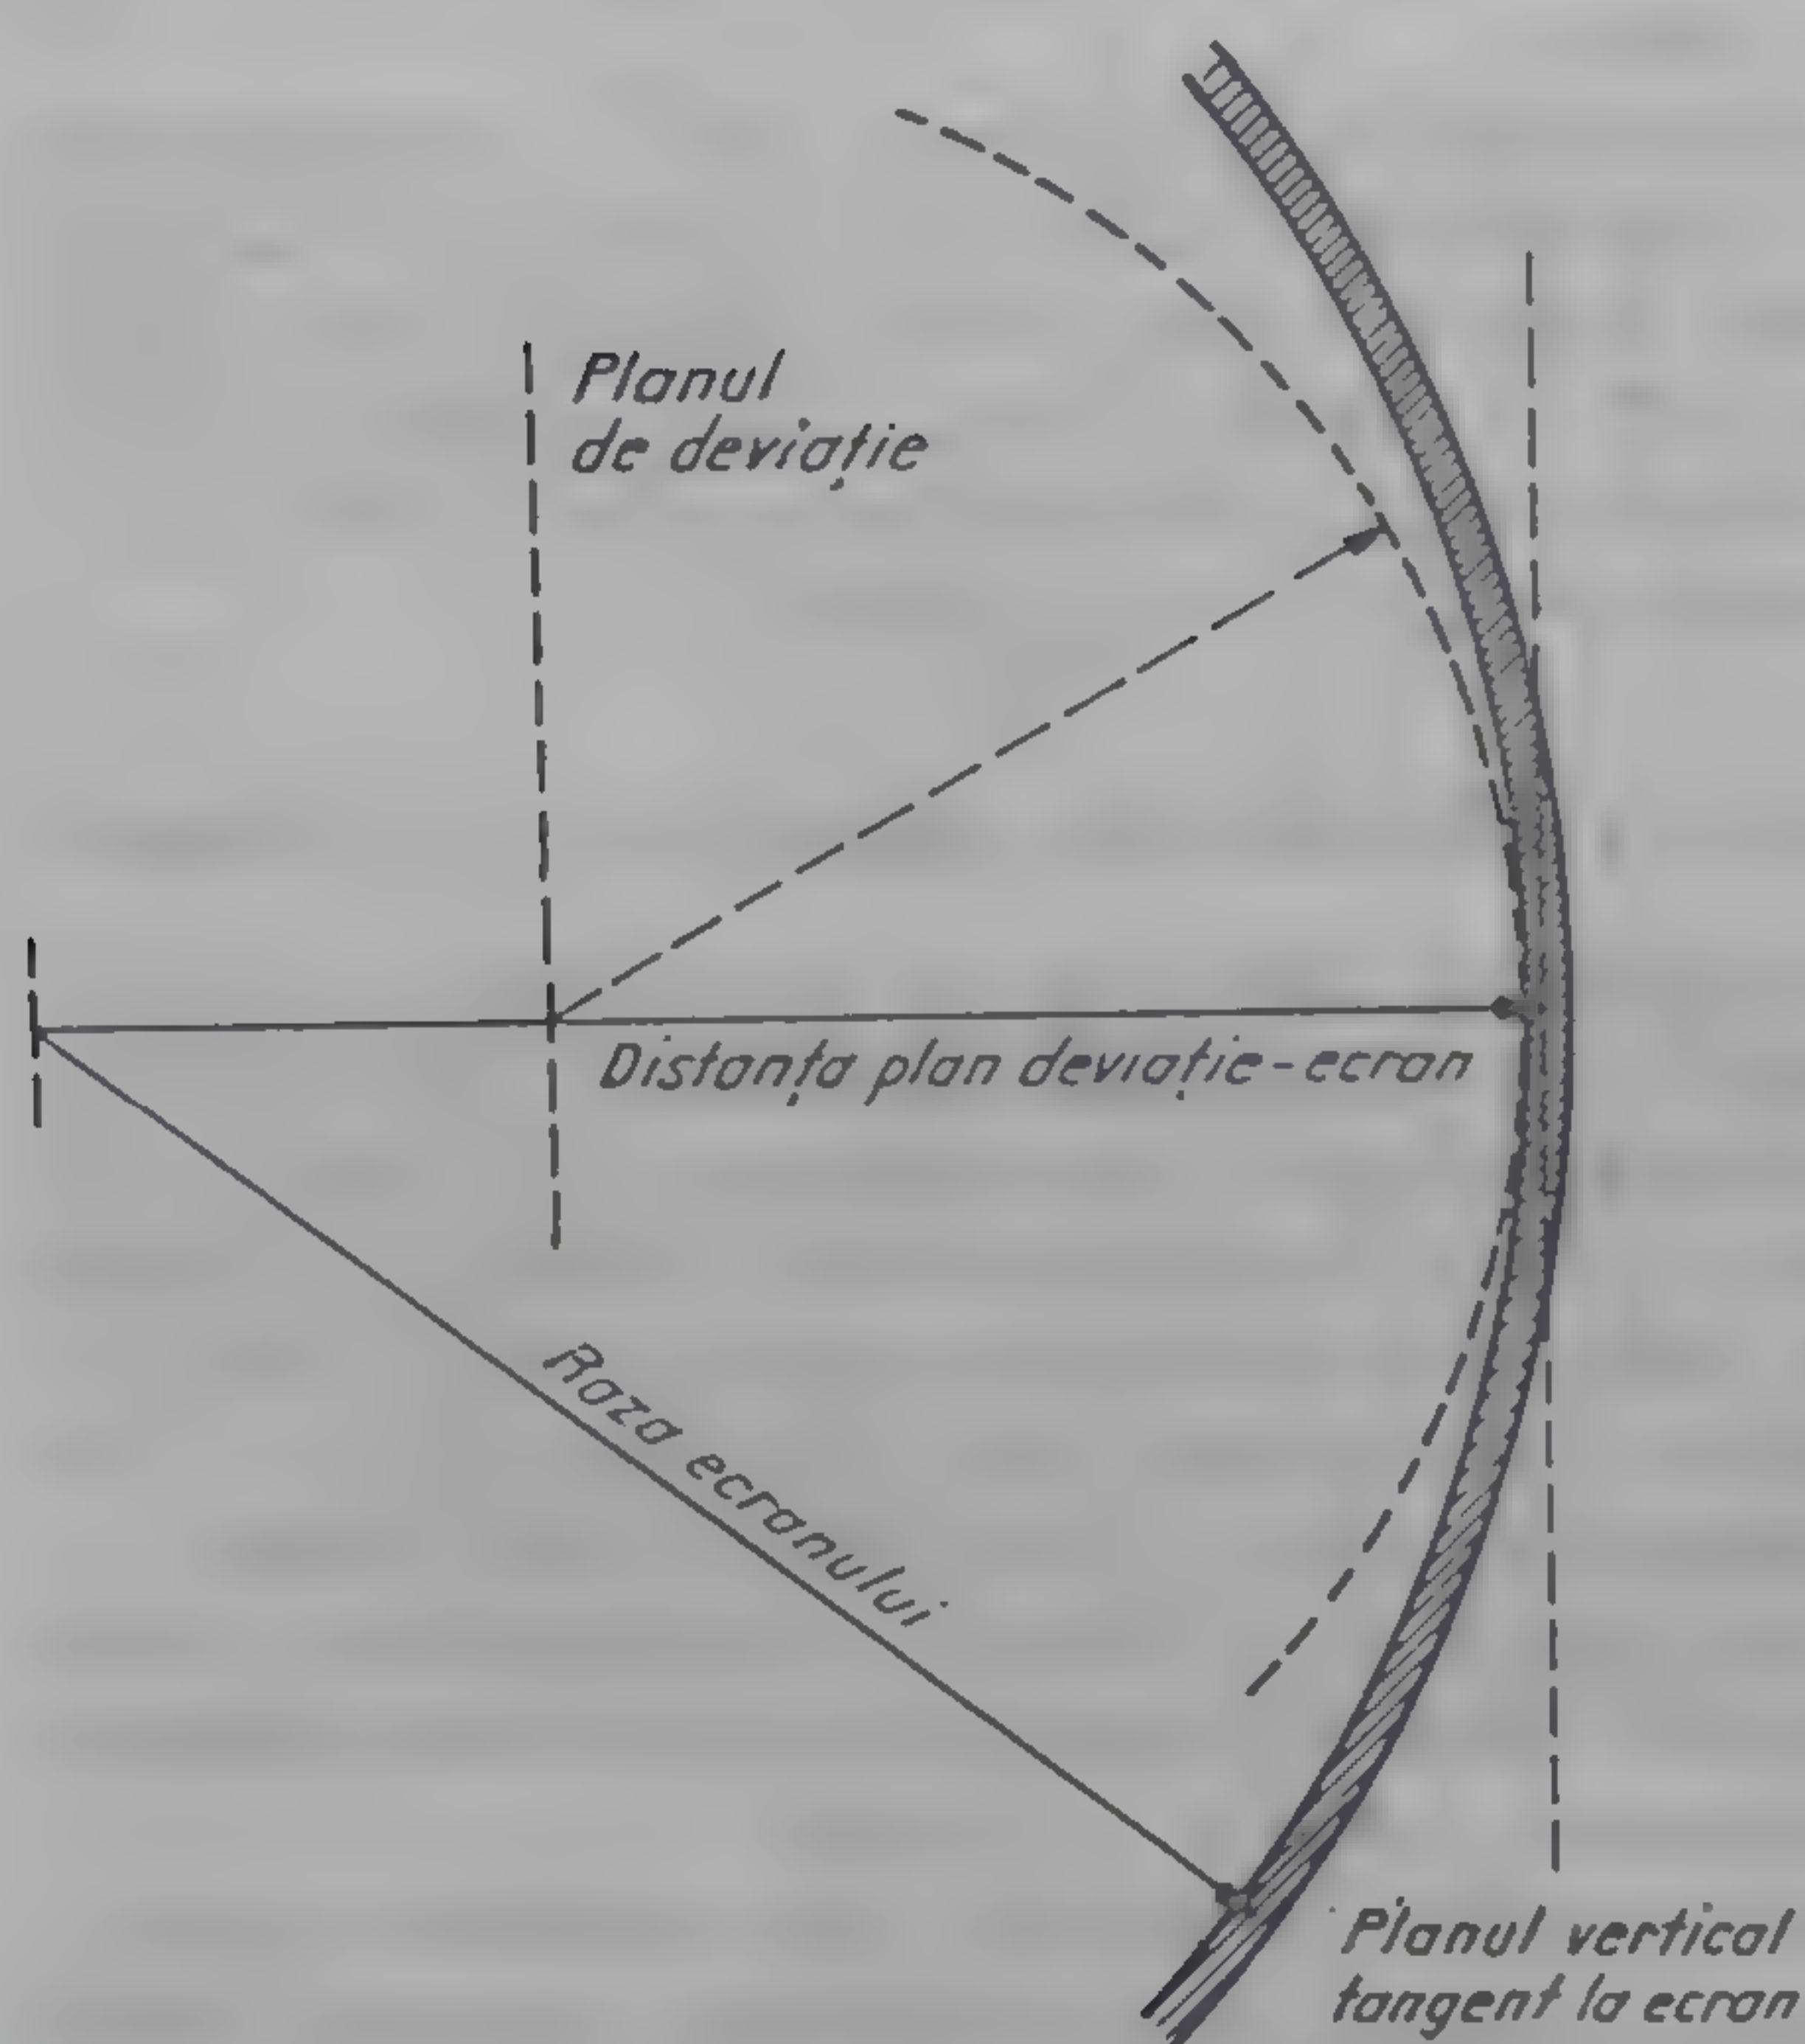 Planul
de deviație
Distanța plan deviație-ecran
Raza ecranului
Planul vertical
tangent la ecran